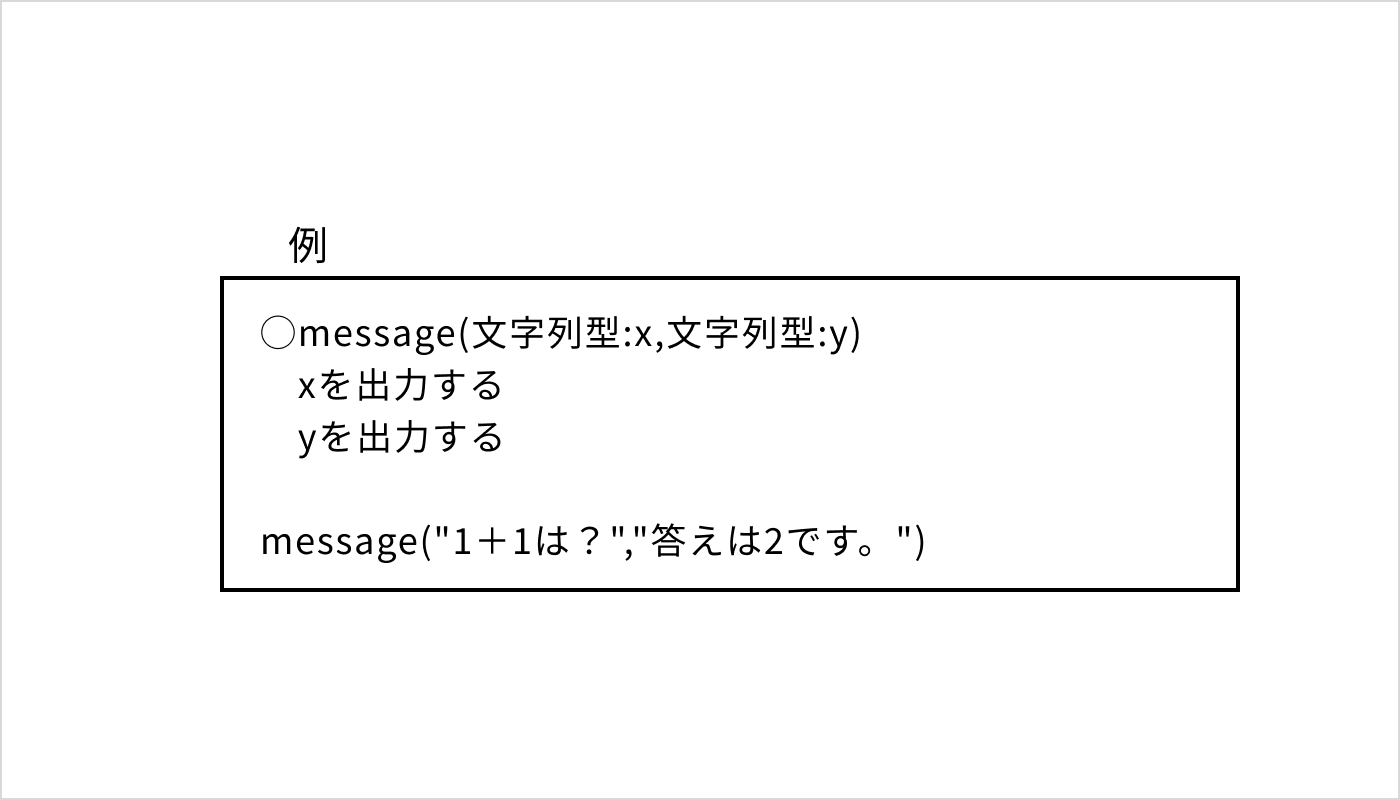 例
◯message(文字列型:x,文字列型:y)
xを出力する
yを出力する
message("1＋1は？","答えは2です。")